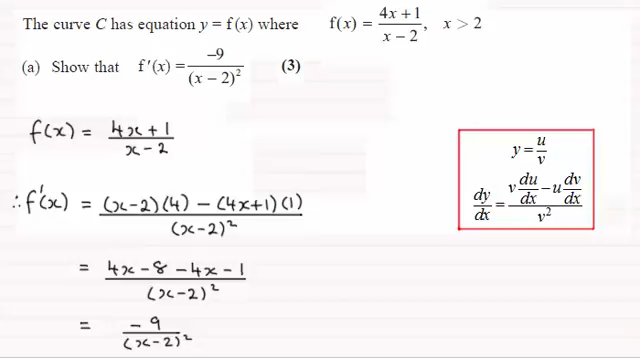 The curve C has equation y = f(x) where f(x) = (4x + 1)/(x − 2), x > 2
(a) Show that f′(x) = −9/(x − 2)² (3)
f(x) = (4x + 1)/(x − 2)
∴ f′(x) = ((x−2)(4) − (4x+1)(1))/(x−2)²
= (4x − 8 − 4x − 1)/(x−2)²
= −9/(x−2)²
y = u/v
dy/dx = (v du/dx − u dv/dx)/v²